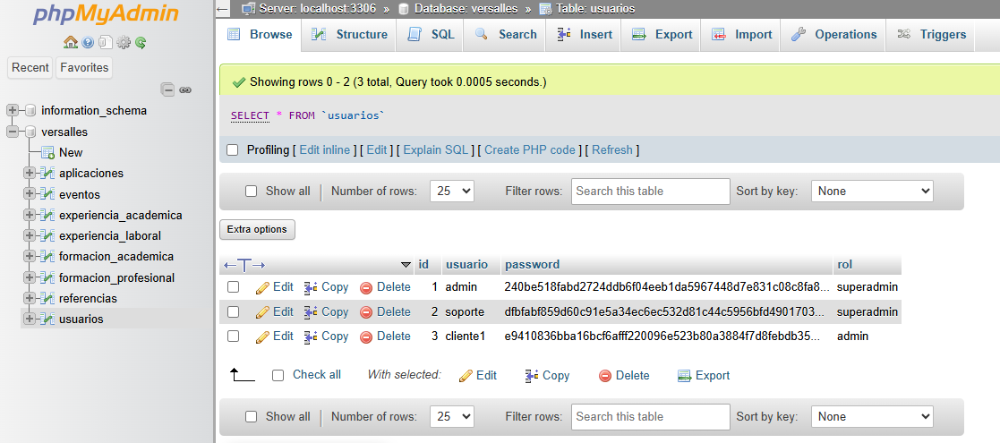 phpMyAdmin
Recent Favorites
information_schema
versalles
New
aplicaciones
eventos
experiencia_academica
experiencia_laboral
formacion_academica
formacion_profesional
referencias
usuarios
Server: localhost:3306 » Database: versalles » Table: usuarios
Browse Structure SQL Search Insert Export Import Operations Triggers
Showing rows 0 - 2 (3 total, Query took 0.0005 seconds.)
SELECT * FROM `usuarios`
Profiling [ Edit inline ] [ Edit ] [ Explain SQL ] [ Create PHP code ] [ Refresh ]
Show all Number of rows: 25 Filter rows: Search this table Sort by key: None
Extra options
←T→ id usuario password rol
Edit Copy Delete 1 admin 240be518fabd2724ddb6f04eeb1da5967448d7e831c08c8fa8... superadmin
Edit Copy Delete 2 soporte dfbfabf859d60c91e5a34ec6ec532d81c44c5956bfd4901703... superadmin
Edit Copy Delete 3 cliente1 e9410836bba16bcf6afff220096e523b80a3884f7d8febdb35... admin
Check all With selected: Edit Copy Delete Export
Show all Number of rows: 25 Filter rows: Search this table Sort by key: None